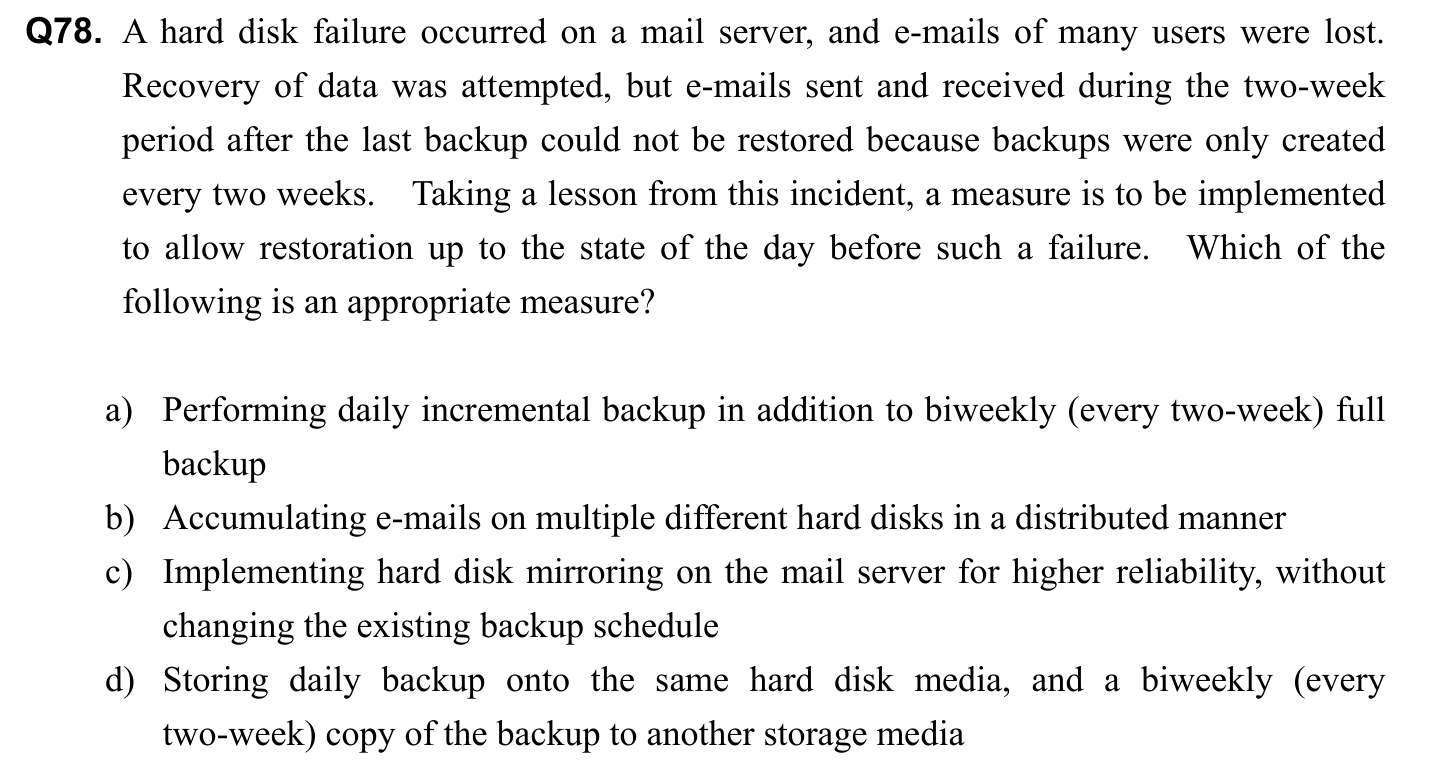 Q78. A hard disk failure occurred on a mail server, and e-mails of many users were lost.
Recovery of data was attempted, but e-mails sent and received during the two-week
period after the last backup could not be restored because backups were only created
every two weeks. Taking a lesson from this incident, a measure is to be implemented
to allow restoration up to the state of the day before such a failure. Which of the
following is an appropriate measure?
a) Performing daily incremental backup in addition to biweekly (every two-week) full
backup
b) Accumulating e-mails on multiple different hard disks in a distributed manner
c) Implementing hard disk mirroring on the mail server for higher reliability, without
changing the existing backup schedule
d) Storing daily backup onto the same hard disk media, and a biweekly (every
two-week) copy of the backup to another storage media